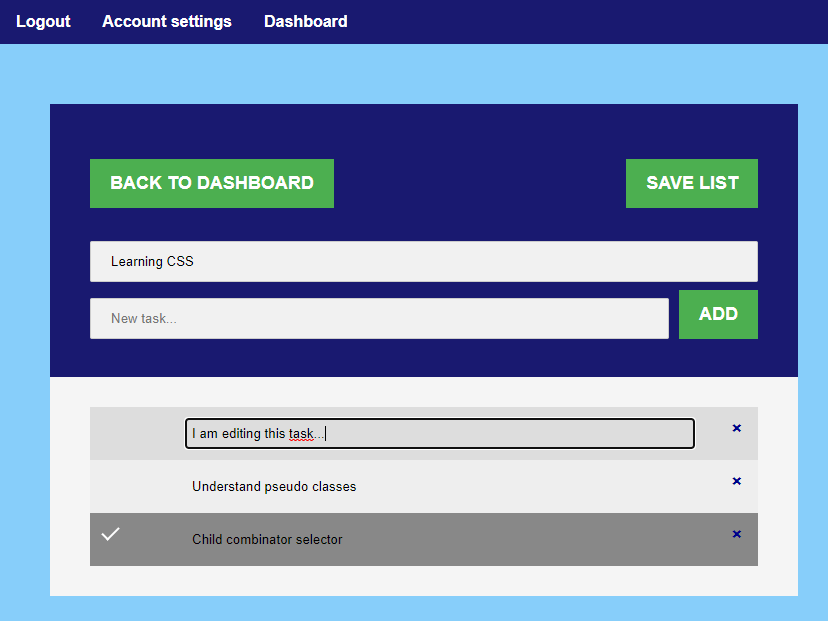 Logout Account settings Dashboard
BACK TO DASHBOARD SAVE LIST
Learning CSS
New task... ADD
I am editing this task... ×
Understand pseudo classes ×
Child combinator selector ×